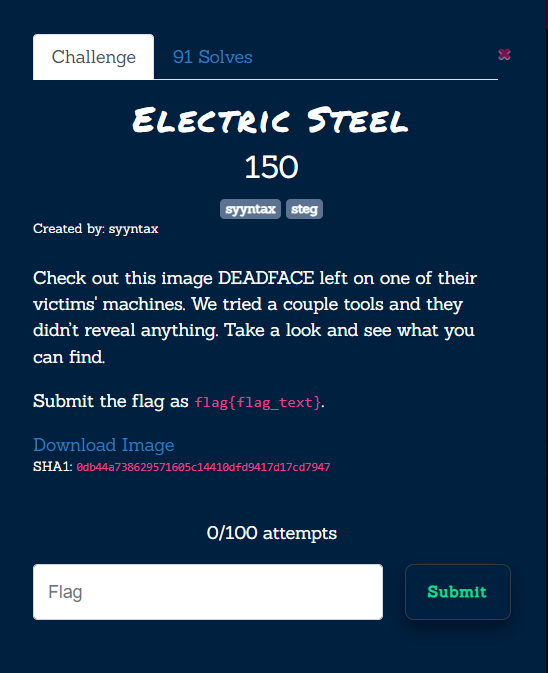 Challenge
91 Solves
Electric Steel
150
syyntax steg
Created by: syyntax
Check out this image DEADFACE left on one of their
victims' machines. We tried a couple tools and they
didn't reveal anything. Take a look and see what you
can find.
Submit the flag as flag{flag_text}.
Download Image
SHA1: 0db44a738629571605c14410dfd9417d17cd7947
0/100 attempts
Flag
Submit